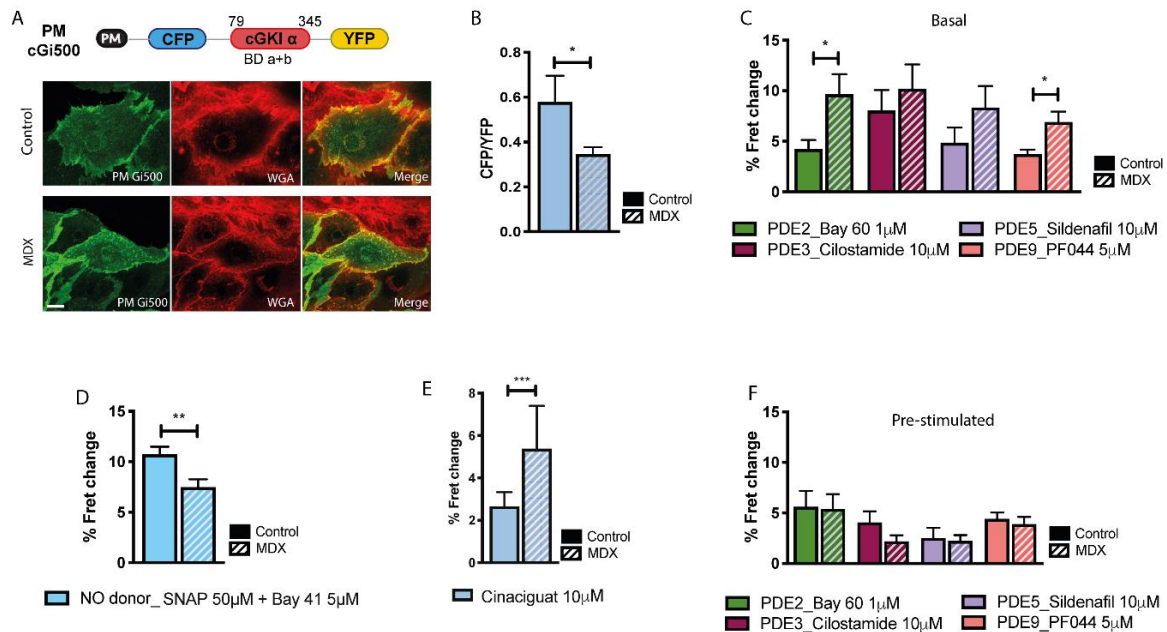 A
PM
cGi500
PM
CFP
79
cGKI α
345
YFP
BD a+b
Control
PM Gi500
WGA
Merge
MDX
PM Gi500
WGA
Merge
B
CFP/YFP
0.8
0.6
0.4
0.2
0.0
*
Control
MDX
C
Basal
% Fret change
15
10
5
0
*
*
Control
MDX
PDE2_Bay 60 1μM
PDE3_Cilostamide 10μM
PDE5_Sildenafil 10μM
PDE9_PF044 5μM
D
% Fret change
15
10
5
0
**
Control
MDX
NO donor_ SNAP 50μM + Bay 41 5μM
E
% Fret change
8
6
4
2
0
***
Control
MDX
Cinaciguat 10μM
F
Pre-stimulated
% Fret change
15
10
5
0
Control
MDX
PDE2_Bay 60 1μM
PDE3_Cilostamide 10μM
PDE5_Sildenafil 10μM
PDE9_PF044 5μM